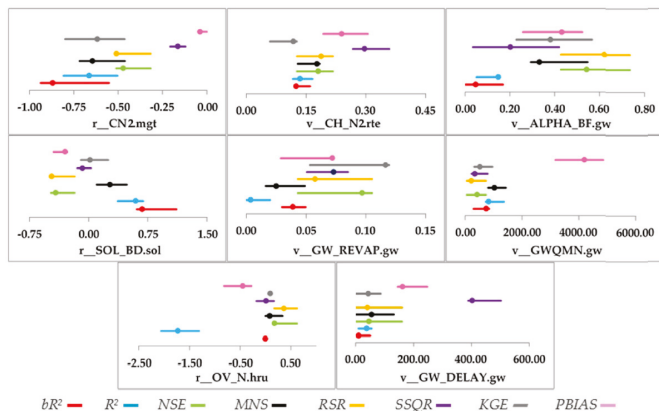 -1.00 -0.75 -0.50 -0.25 0.00
r__CN2.mgt
0.00 0.15 0.30 0.45
v__CH_N2.rte
0.00 0.20 0.40 0.60 0.80
v__ALPHA_BF.gw
-0.75 0.00 0.75 1.50
r__SOL_BD.sol
0.00 0.05 0.10 0.15
v__GW_REVAP.gw
0.00 2000.00 4000.00 6000.00
v__GWQMN.gw
-2.50 -1.50 -0.50 0.50
r__OV_N.hru
0.00 200.00 400.00 600.00
v__GW_DELAY.gw
bR² R² NSE MNS RSR SSQR KGE PBIAS